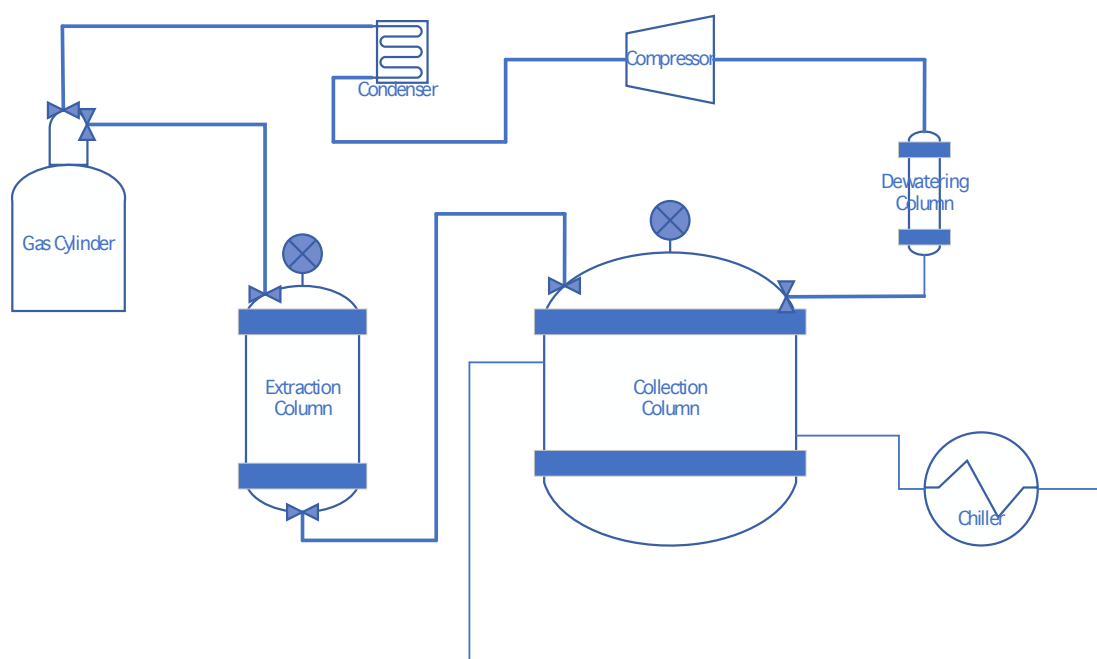 Compressor
Condenser
Dewatering
Column
Gas Cylinder
Extraction
Column
Collection
Column
Chiller